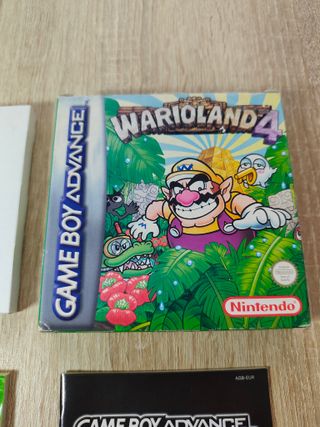 WARIOLAND 4
GAME BOY ADVANCE
Nintendo
AGB-EUR
GAME BOY ADVANCE